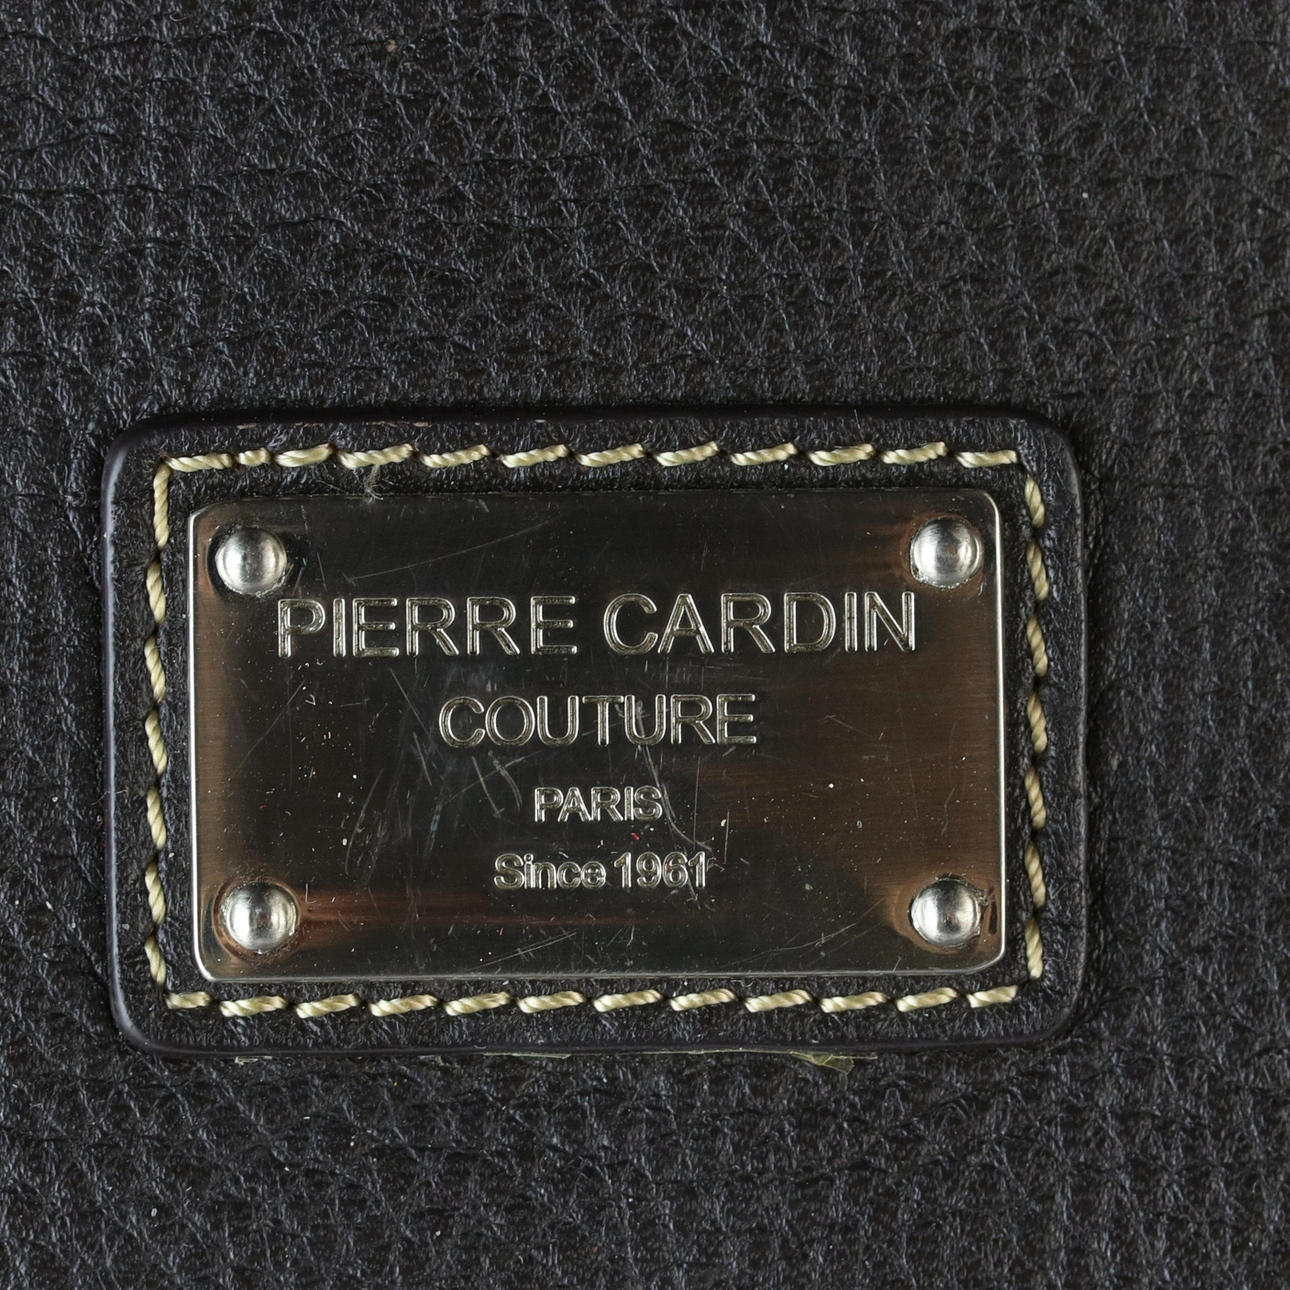 PIERRE CARDIN
COUTURE
PARIS
Since 1961